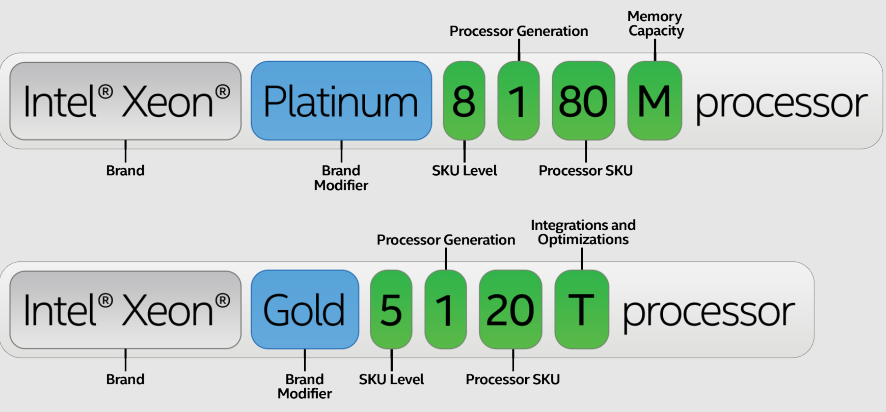 Memory
Capacity
Processor Generation
Intel® Xeon® Platinum 8 1 80 M processor
Brand
Brand
Modifier
SKU Level
Processor SKU
Integrations and
Optimizations
Processor Generation
Intel® Xeon® Gold 5 1 20 T processor
Brand
Brand
Modifier
SKU Level
Processor SKU